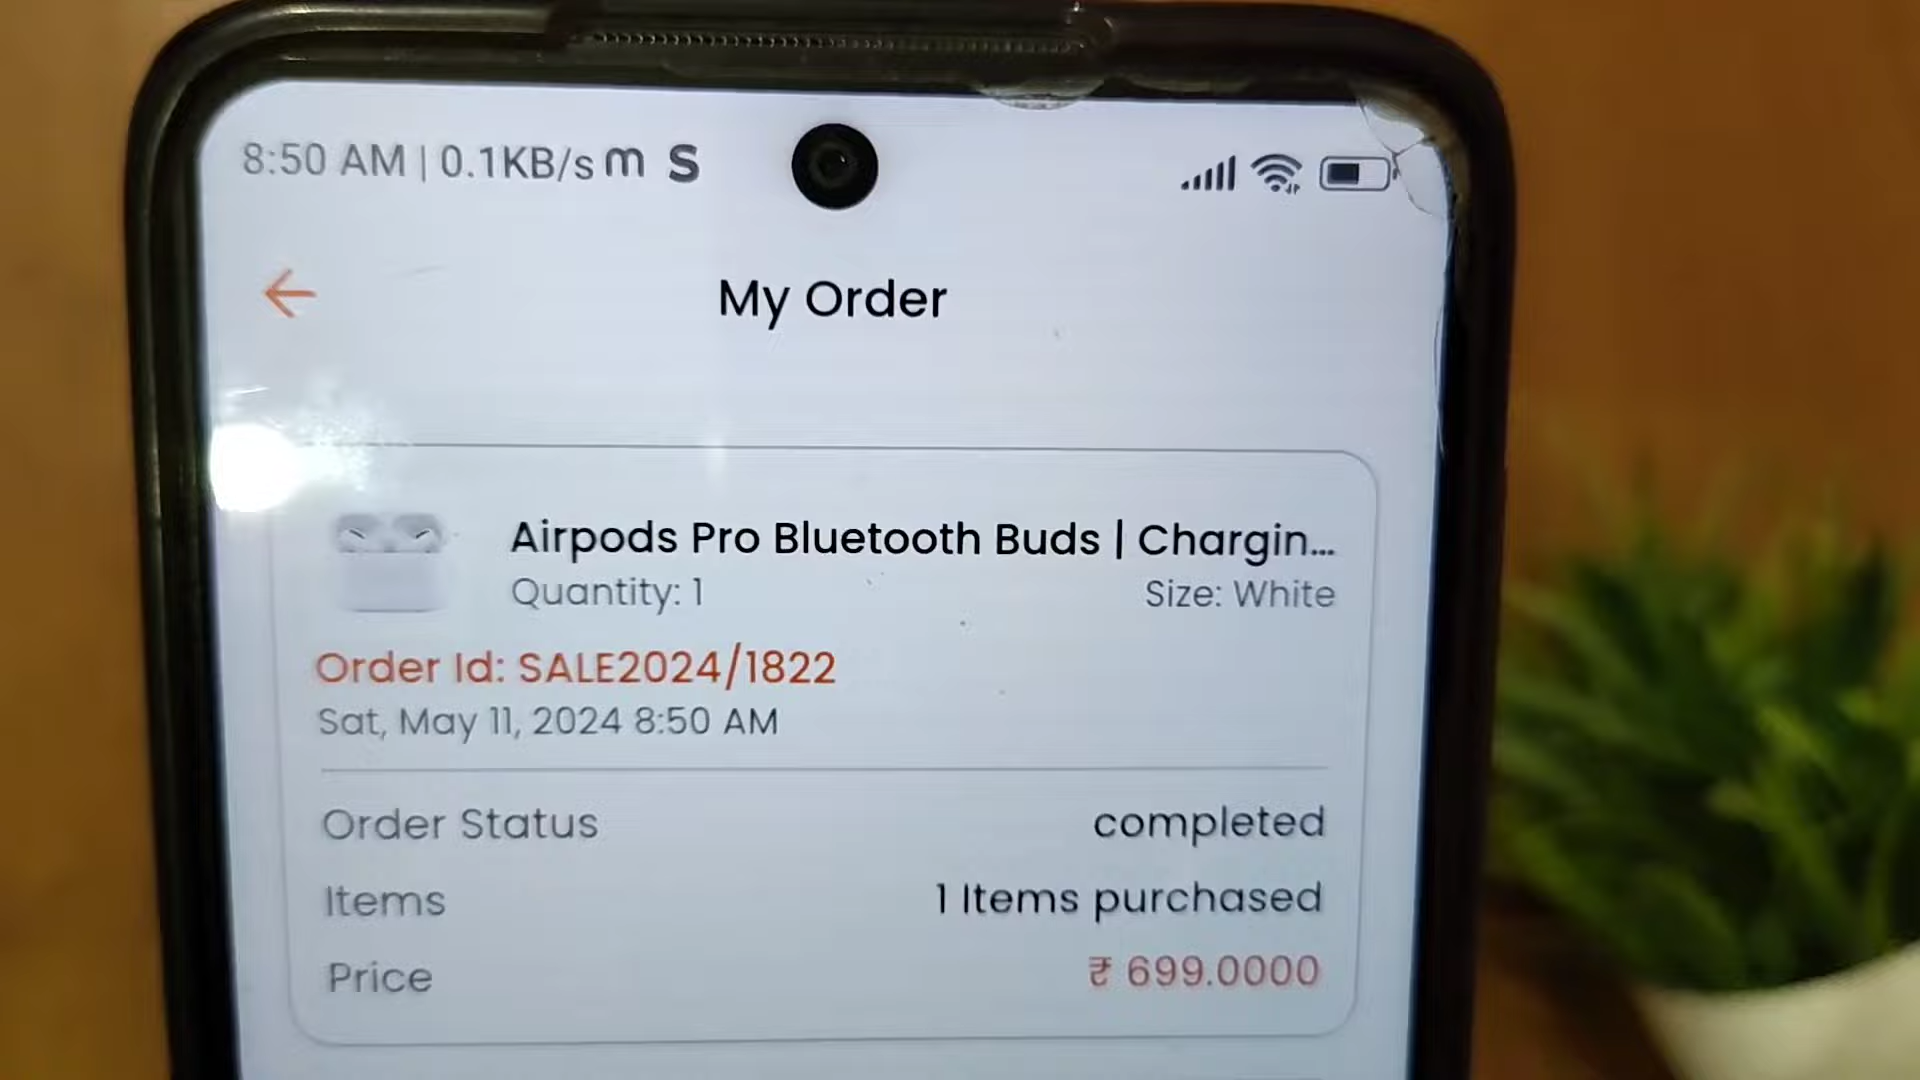 8:50 AM | 0.1KB/s m S
My Order
Airpods Pro Bluetooth Buds | Chargin...
Quantity: 1 Size: White
Order Id: SALE2024/1822
Sat, May 11, 2024 8:50 AM
Order Status completed
Items 1 Items purchased
Price ₹ 699.0000